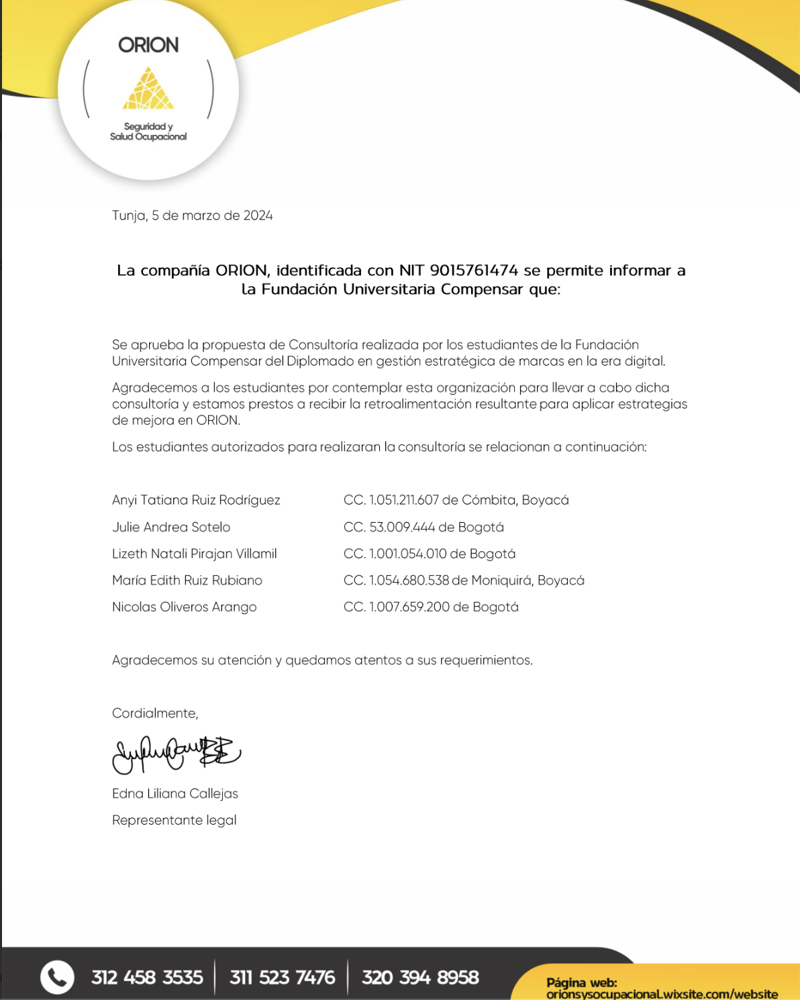 ORION
Seguridad y
Salud Ocupacional
Tunja, 5 de marzo de 2024
La compañía ORION, identificada con NIT 9015761474 se permite informar a
la Fundación Universitaria Compensar que:
Se aprueba la propuesta de Consultoría realizada por los estudiantes de la Fundación
Universitaria Compensar del Diplomado en gestión estratégica de marcas en la era digital.
Agradecemos a los estudiantes por contemplar esta organización para llevar a cabo dicha
consultoría y estamos prestos a recibir la retroalimentación resultante para aplicar estrategias
de mejora en ORION.
Los estudiantes autorizados para realizaran la consultoría se relacionan a continuación:
Anyi Tatiana Ruiz Rodríguez CC. 1.051.211.607 de Cómbita, Boyacá
Julie Andrea Sotelo CC. 53.009.444 de Bogotá
Lizeth Natali Pirajan Villamil CC. 1.001.054.010 de Bogotá
María Edith Ruiz Rubiano CC. 1.054.680.538 de Moniquirá, Boyacá
Nicolas Oliveros Arango CC. 1.007.659.200 de Bogotá
Agradecemos su atención y quedamos atentos a sus requerimientos.
Cordialmente,
Edna Liliana Callejas
Representante legal
312 458 3535 311 523 7476 320 394 8958
Página web:
orionsysocupacional.wixsite.com/website